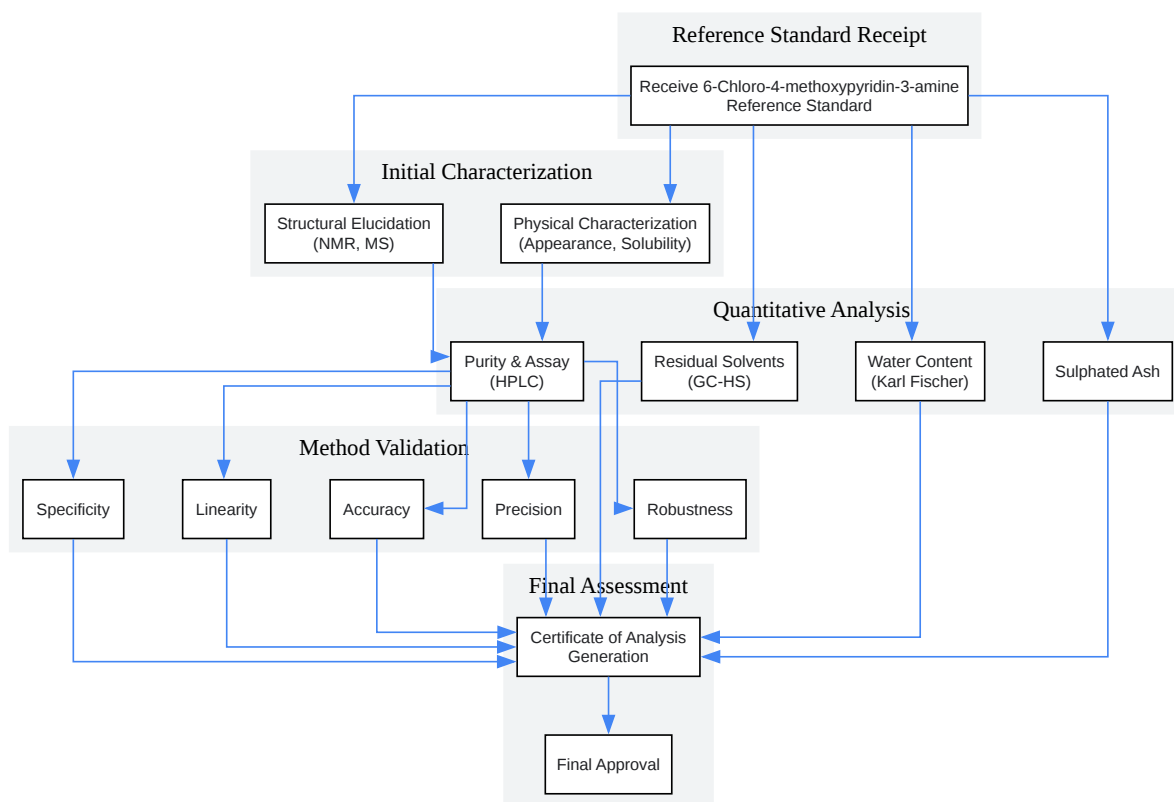 Reference Standard Receipt
Receive 6-Chloro-4-methoxypyridin-3-amine
Reference Standard
Initial Characterization
Structural Elucidation
(NMR, MS)
Physical Characterization
(Appearance, Solubility)
Quantitative Analysis
Purity & Assay
(HPLC)
Residual Solvents
(GC-HS)
Water Content
(Karl Fischer)
Sulphated Ash
Method Validation
Specificity
Linearity
Accuracy
Precision
Robustness
Final Assessment
Certificate of Analysis
Generation
Final Approval